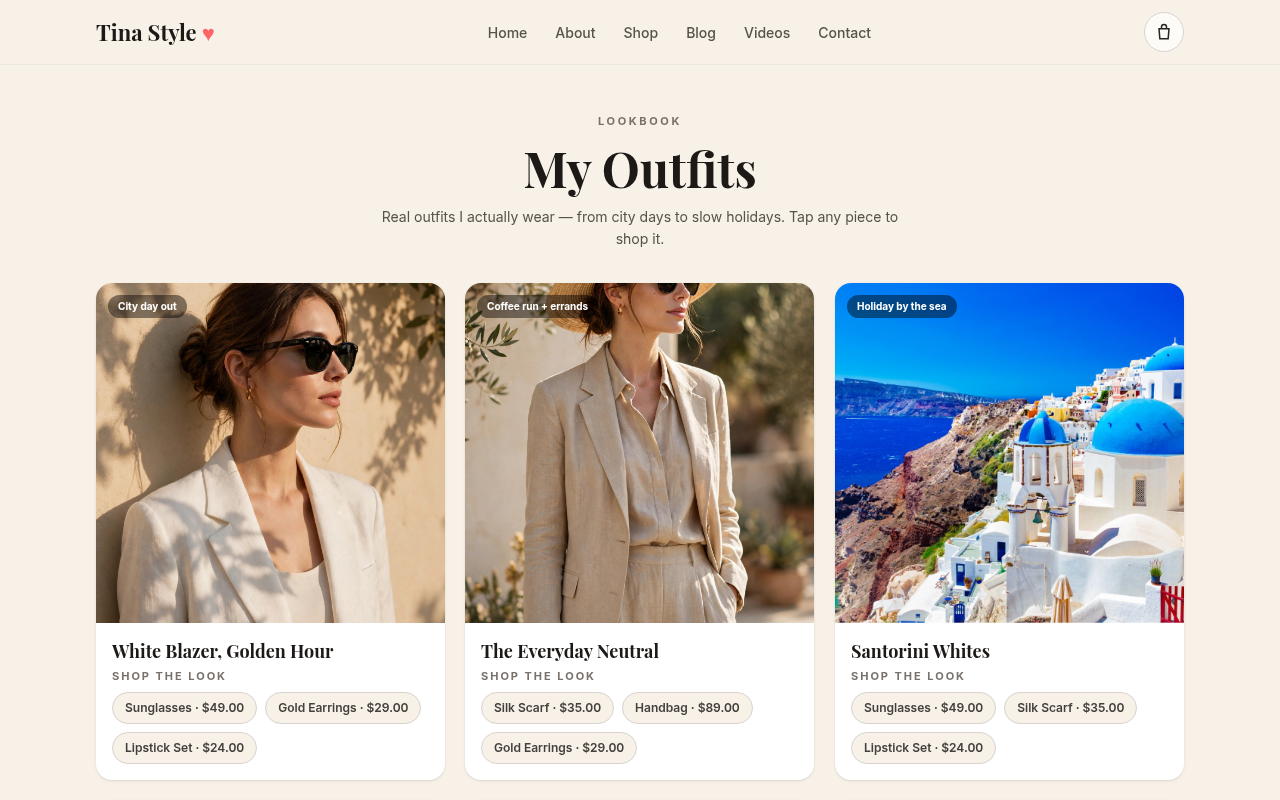 Tina Style ♥
Home About Shop Blog Videos Contact
LOOKBOOK
My Outfits
Real outfits I actually wear — from city days to slow holidays. Tap any piece to
shop it.
City day out
White Blazer, Golden Hour
SHOP THE LOOK
Sunglasses · $49.00 Gold Earrings · $29.00
Lipstick Set · $24.00
Coffee run + errands
The Everyday Neutral
SHOP THE LOOK
Silk Scarf · $35.00 Handbag · $89.00
Gold Earrings · $29.00
Holiday by the sea
Santorini Whites
SHOP THE LOOK
Sunglasses · $49.00 Silk Scarf · $35.00
Lipstick Set · $24.00